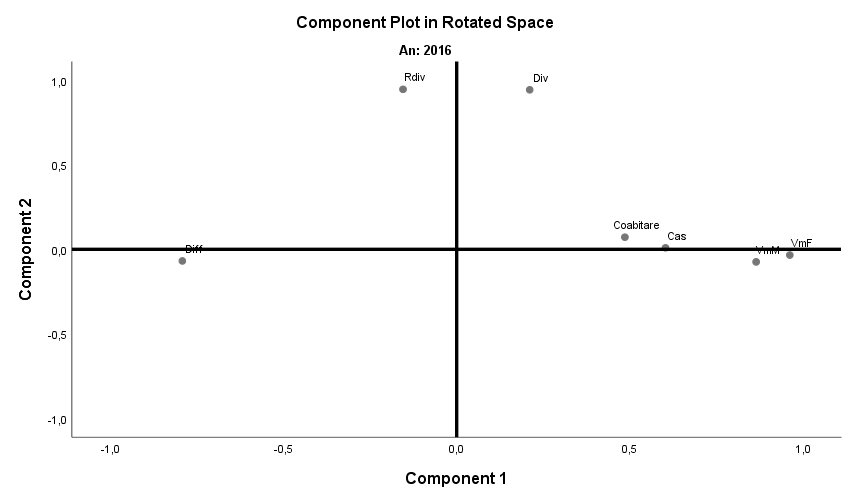 Component Plot in Rotated Space
An: 2016
Component 2
1,0
0,5
0,0
-0,5
-1,0
Rdiv
Div
Coabitare
Cas
VmF
VmM
Diff
-1,0
-0,5
0,0
0,5
1,0
Component 1